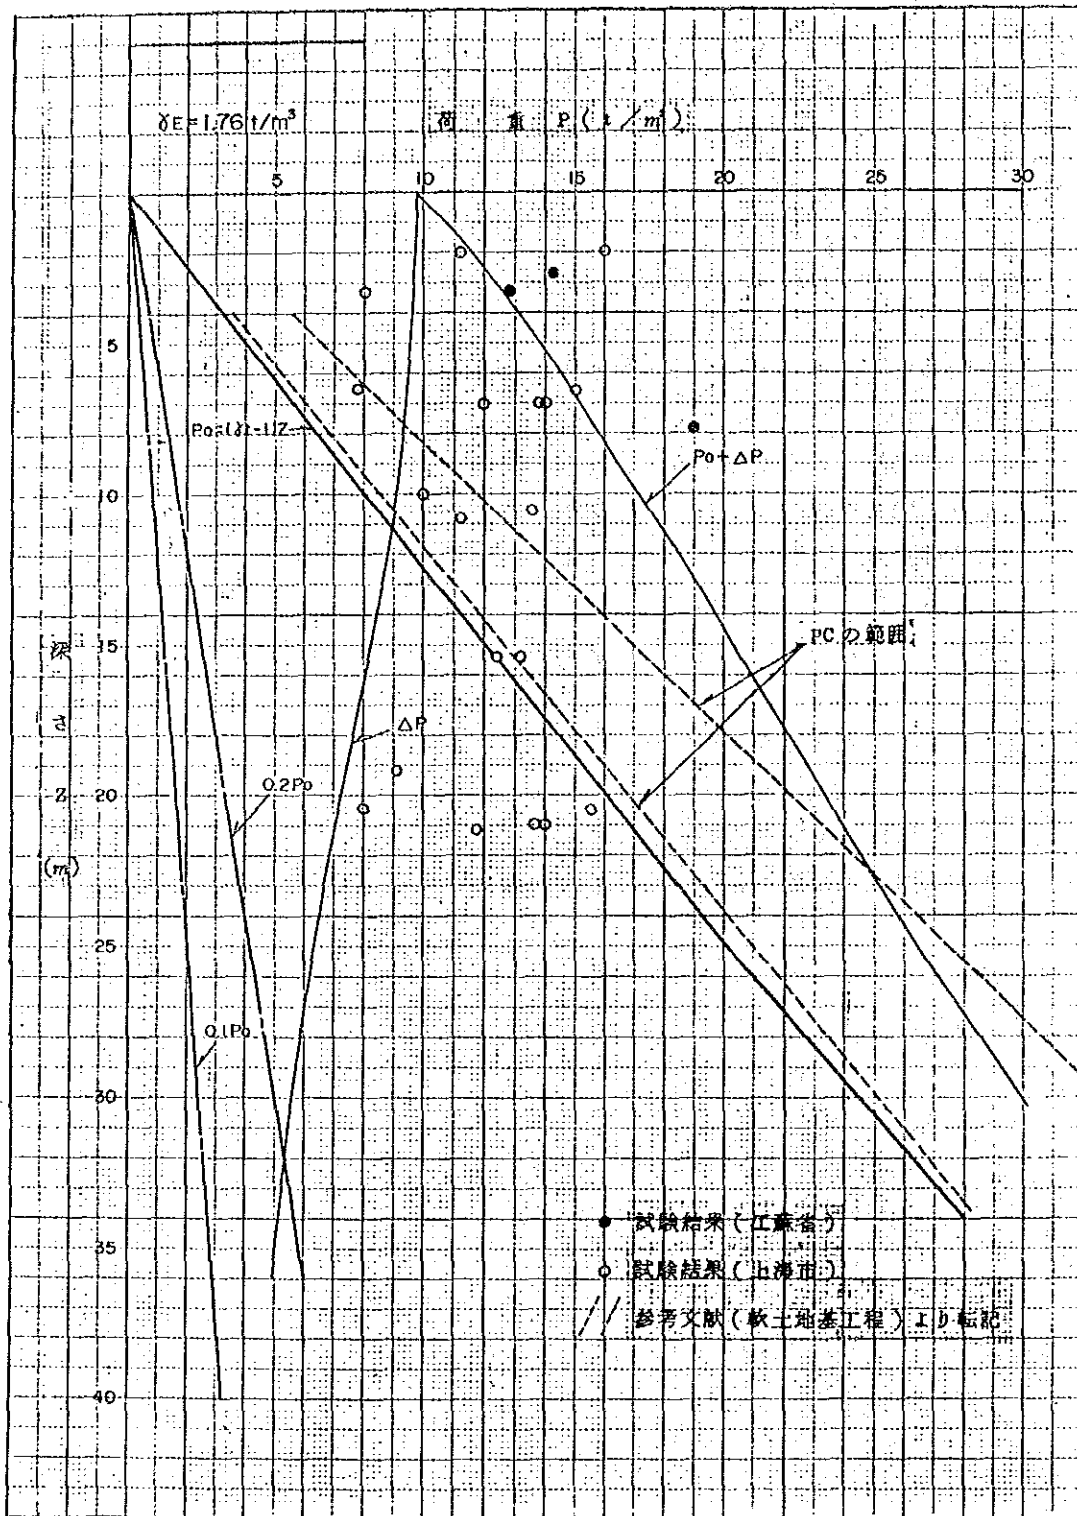 γE=1.76 t/m³
荷 重 P ( t / m² )
5 10 15 20 25 30
5
Po=(γE-1)Z
Po+ΔP
10
PCの範囲
15
深さ Z (m)
ΔP
0.2Po
20
25
0.1Po
30
● 試験結果(江蘇省)
35
○ 試験結果(上海市)
参考文献(軟土地基工程)より転記
40